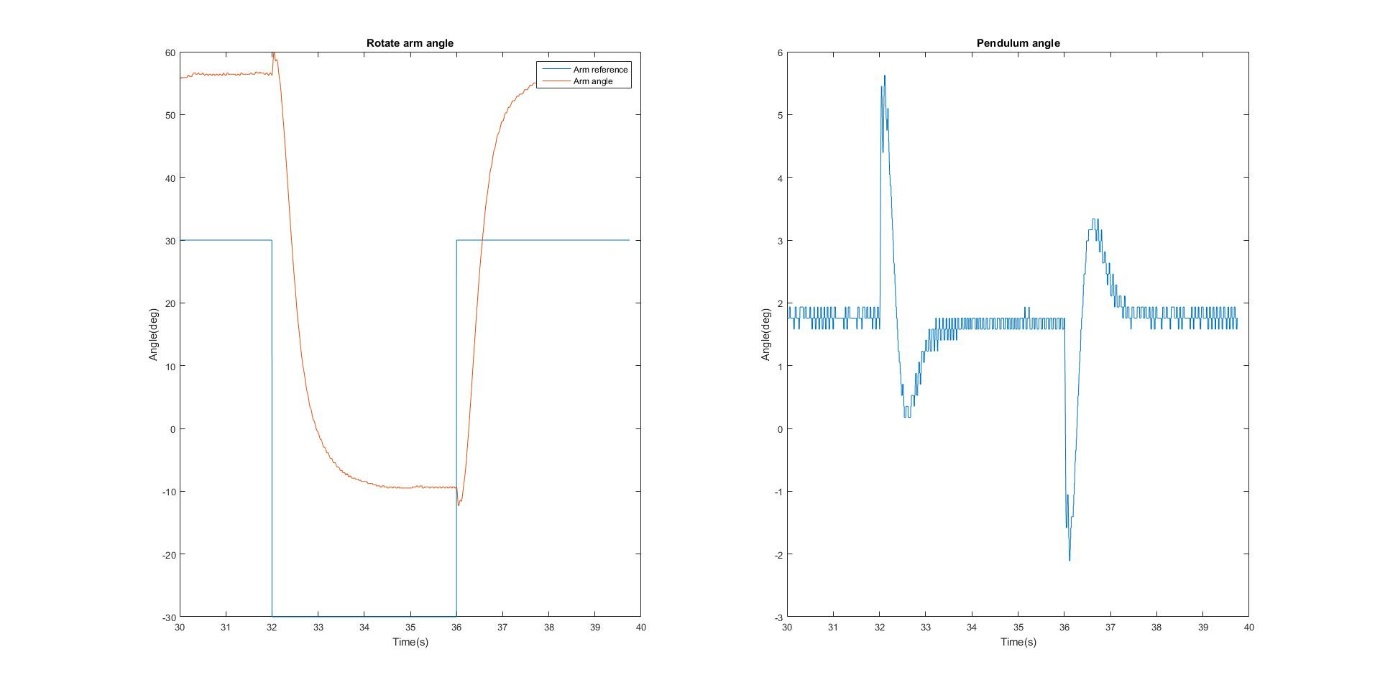 Rotate arm angle
60
50
40
30
20
10
0
-10
-20
-30
Angle(deg)
Arm reference
Arm angle
30 31 32 33 34 35 36 37 38 39 40
Time(s)
Pendulum angle
6
5
4
3
2
1
0
-1
-2
-3
Angle(deg)
30 31 32 33 34 35 36 37 38 39 40
Time(s)